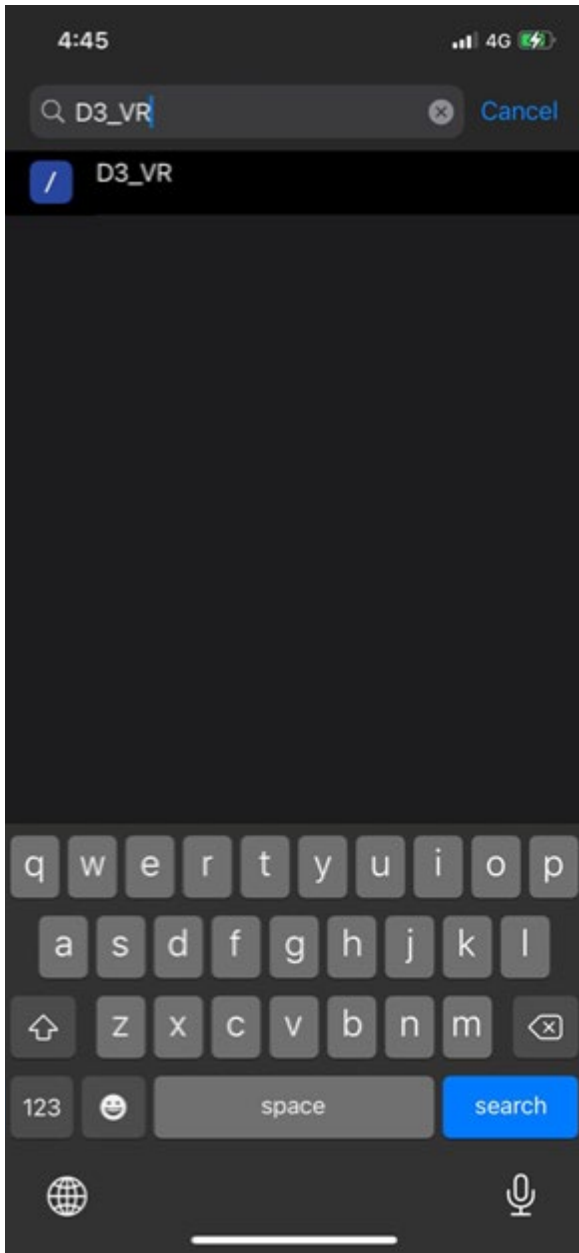 4:45 4G
D3_VR Cancel
/ D3_VR
q w e r t y u i o p
a s d f g h j k l
z x c v b n m
123 space search